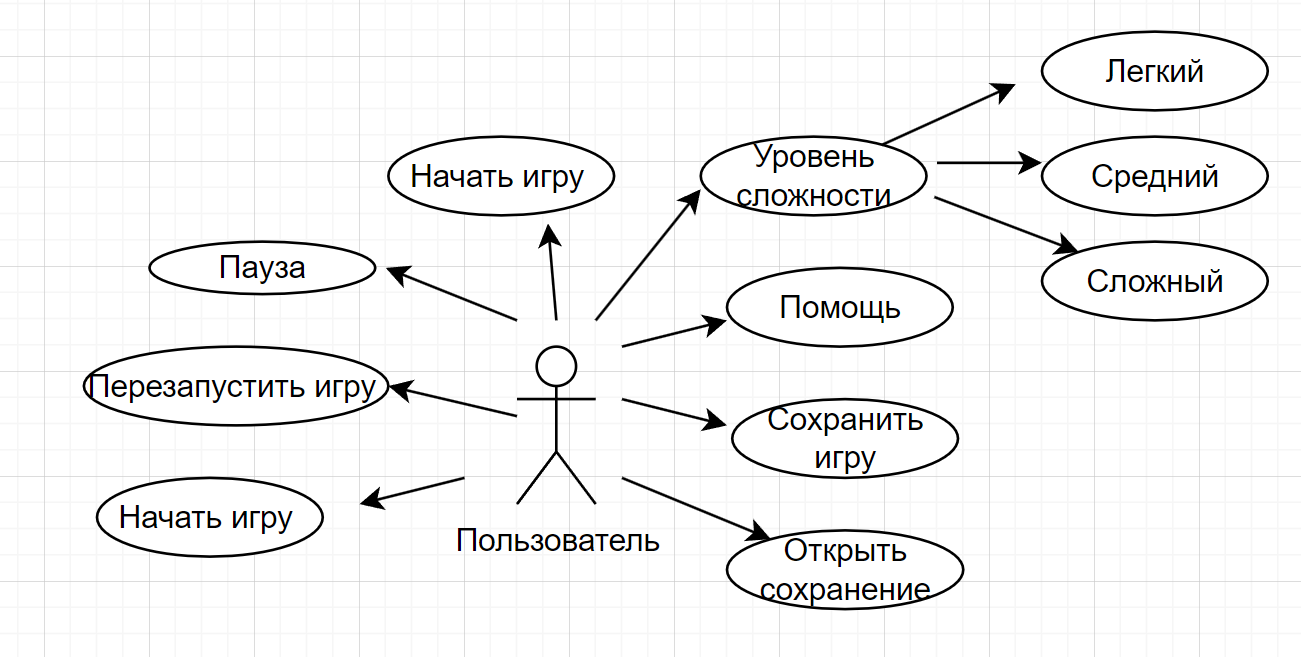 Легкий
Уровень
сложности
Начать игру
Средний
Пауза
Сложный
Помощь
Перезапустить игру
Сохранить
игру
Начать игру
Пользователь
Открыть
сохранение